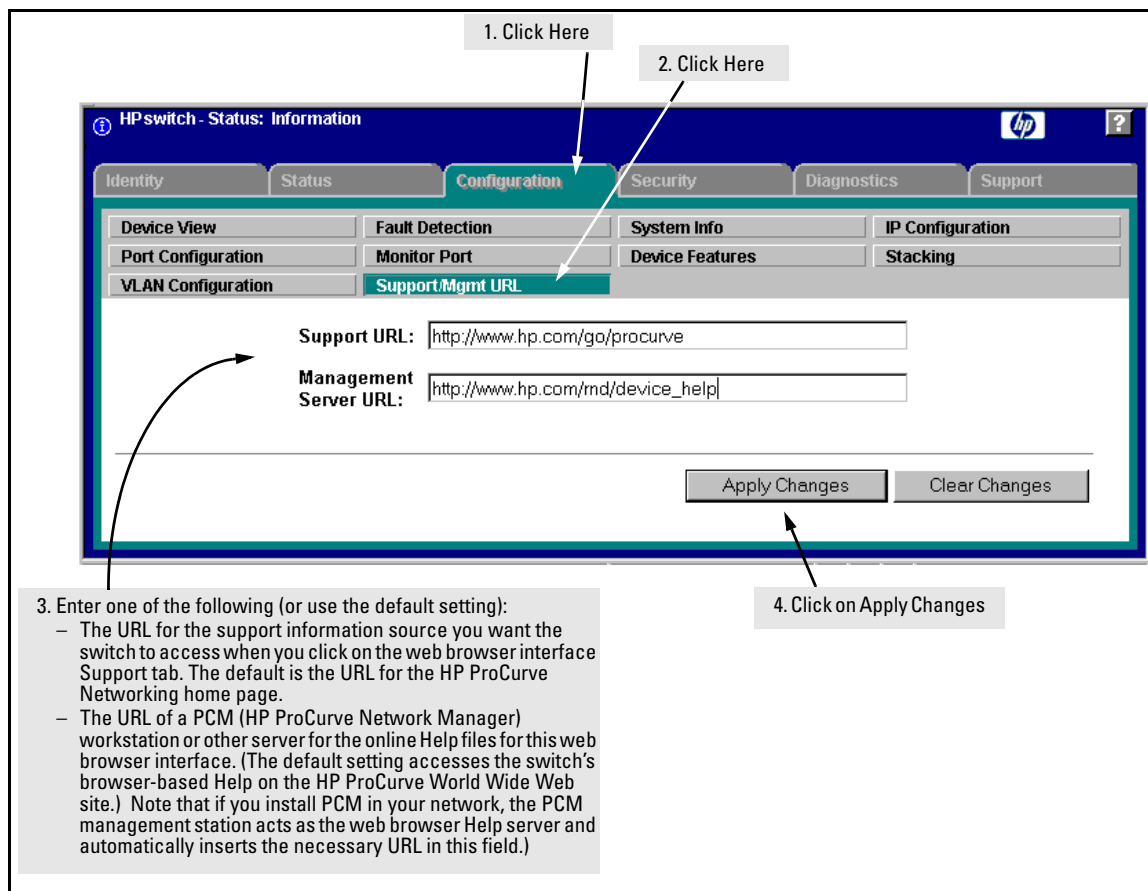 1. Click Here
2. Click Here
HPswitch - Status: Information
hp
?
Identity
Status
Configuration
Security
Diagnostics
Support
Device View
Fault Detection
System Info
IP Configuration
Port Configuration
Monitor Port
Device Features
Stacking
VLAN Configuration
Support/Mgmt URL
Support URL:
http://www.hp.com/go/procurve
Management
Server URL:
http://www.hp.com/rnd/device_help
Apply Changes
Clear Changes
3. Enter one of the following (or use the default setting):
– The URL for the support information source you want the
switch to access when you click on the web browser interface
Support tab. The default is the URL for the HP ProCurve
Networking home page.
– The URL of a PCM (HP ProCurve Network Manager)
workstation or other server for the online Help files for this web
browser interface. (The default setting accesses the switch's
browser-based Help on the HP ProCurve World Wide Web
site.) Note that if you install PCM in your network, the PCM
management station acts as the web browser Help server and
automatically inserts the necessary URL in this field.)
4. Click on Apply Changes